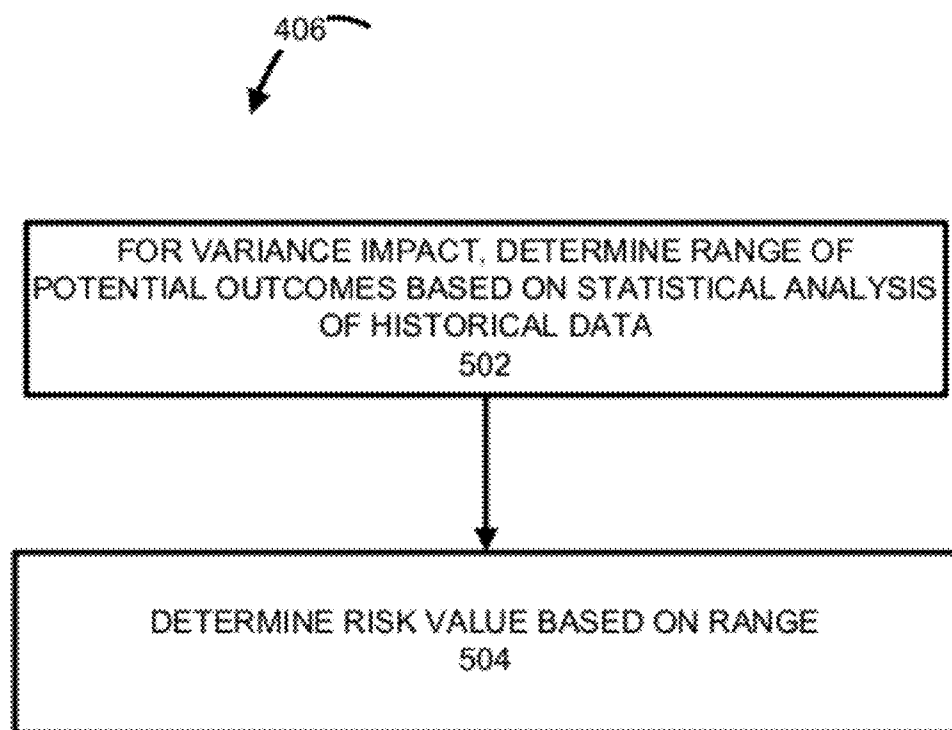 406
FOR VARIANCE IMPACT, DETERMINE RANGE OF
POTENTIAL OUTCOMES BASED ON STATISTICAL ANALYSIS
OF HISTORICAL DATA
502
DETERMINE RISK VALUE BASED ON RANGE
504